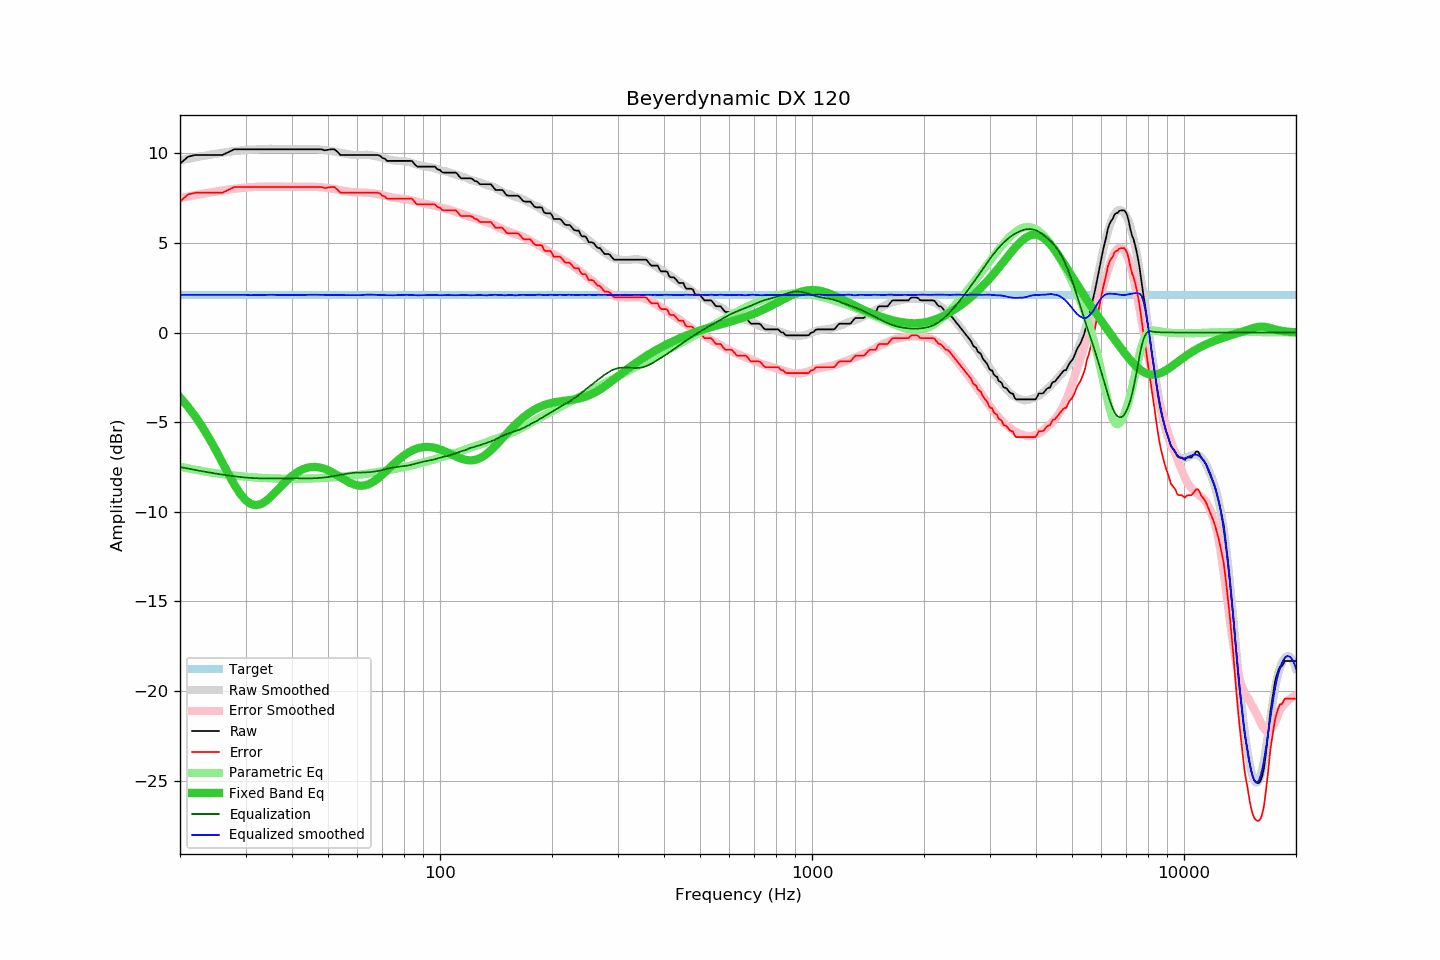 Beyerdynamic DX 120
10
5
0
−5
−10
−15
−20
−25
Amplitude (dBr)
Target
Raw Smoothed
Error Smoothed
Raw
Error
Parametric Eq
Fixed Band Eq
Equalization
Equalized smoothed
100
1000
10000
Frequency (Hz)